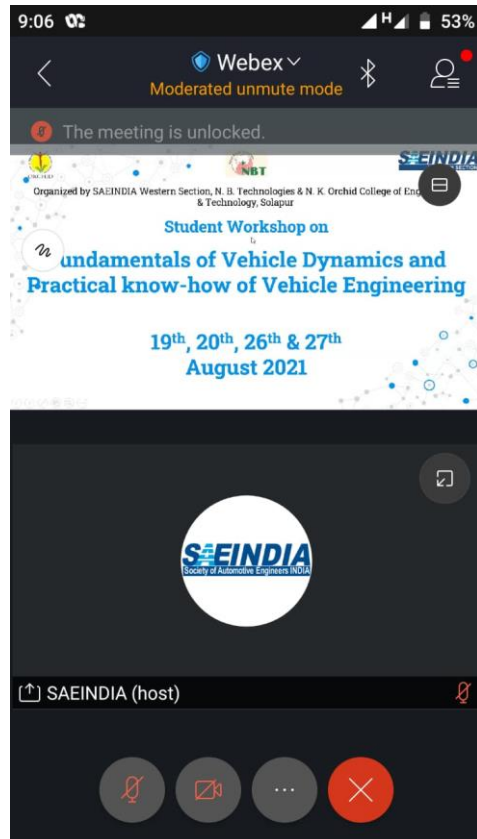 9:06
H
53%
Webex
Moderated unmute mode
The meeting is unlocked.
NBT
SAEINDIA
Organized by SAEINDIA Western Section, N. B. Technologies & N. K. Orchid College of Eng
& Technology, Solapur
Student Workshop on
undamentals of Vehicle Dynamics and
Practical know-how of Vehicle Engineering
19th, 20th, 26th & 27th
August 2021
SAEINDIA
Society of Automotive Engineers INDIA
SAEINDIA (host)